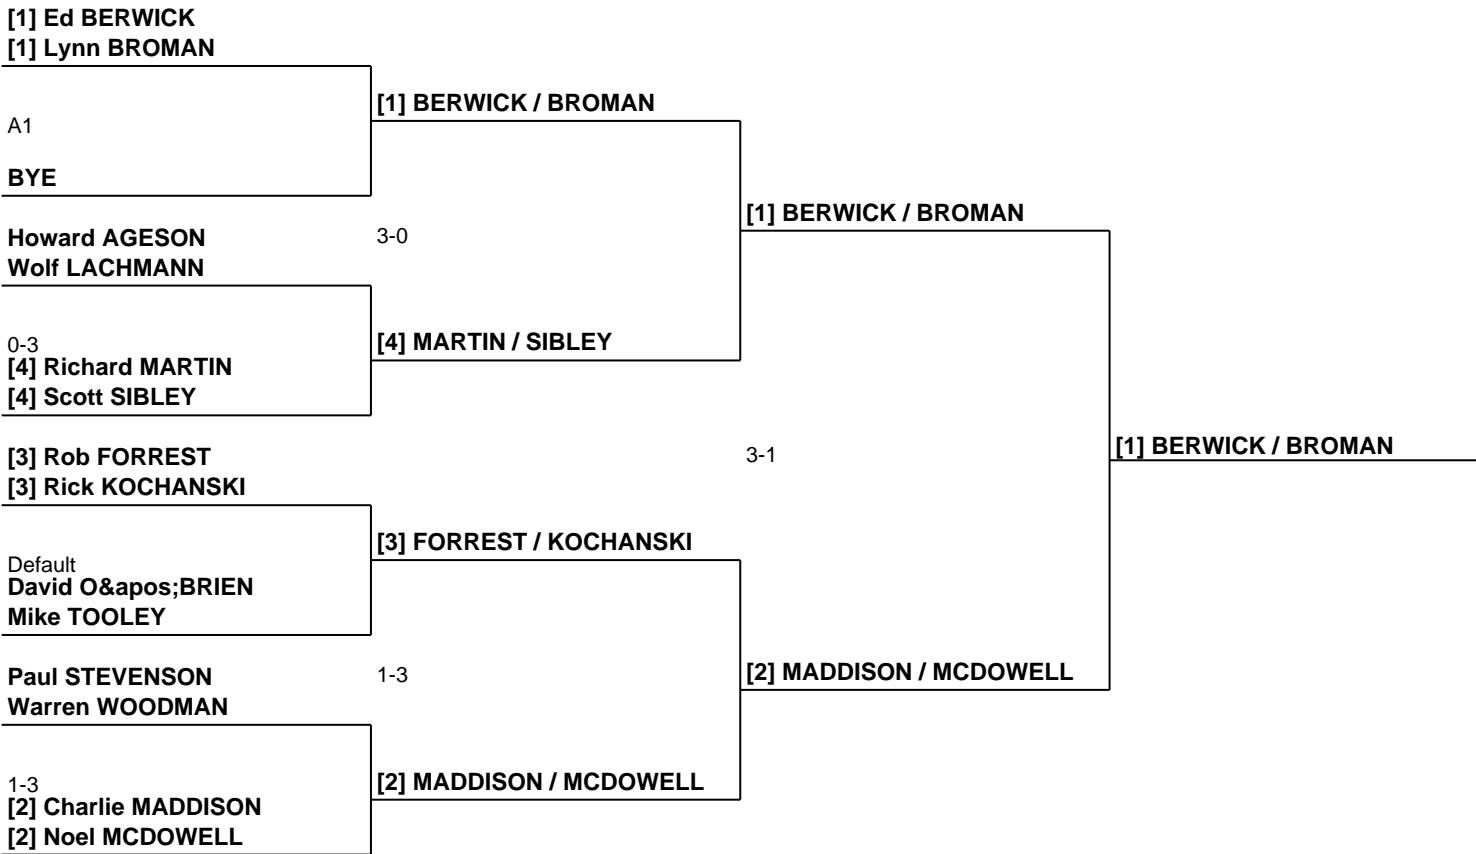 [1] Ed BERWICK
[1] Lynn BROMAN
[1] BERWICK / BROMAN
A1
BYE
[1] BERWICK / BROMAN
Howard AGESON
3-0
Wolf LACHMANN
0-3
[4] MARTIN / SIBLEY
[4] Richard MARTIN
[4] Scott SIBLEY
[1] BERWICK / BROMAN
[3] Rob FORREST
3-1
[3] Rick KOCHANSKI
[3] FORREST / KOCHANSKI
Default
David O&apos;BRIEN
Mike TOOLEY
[2] MADDISON / MCDOWELL
Paul STEVENSON
1-3
Warren WOODMAN
1-3
[2] MADDISON / MCDOWELL
[2] Charlie MADDISON
[2] Noel MCDOWELL